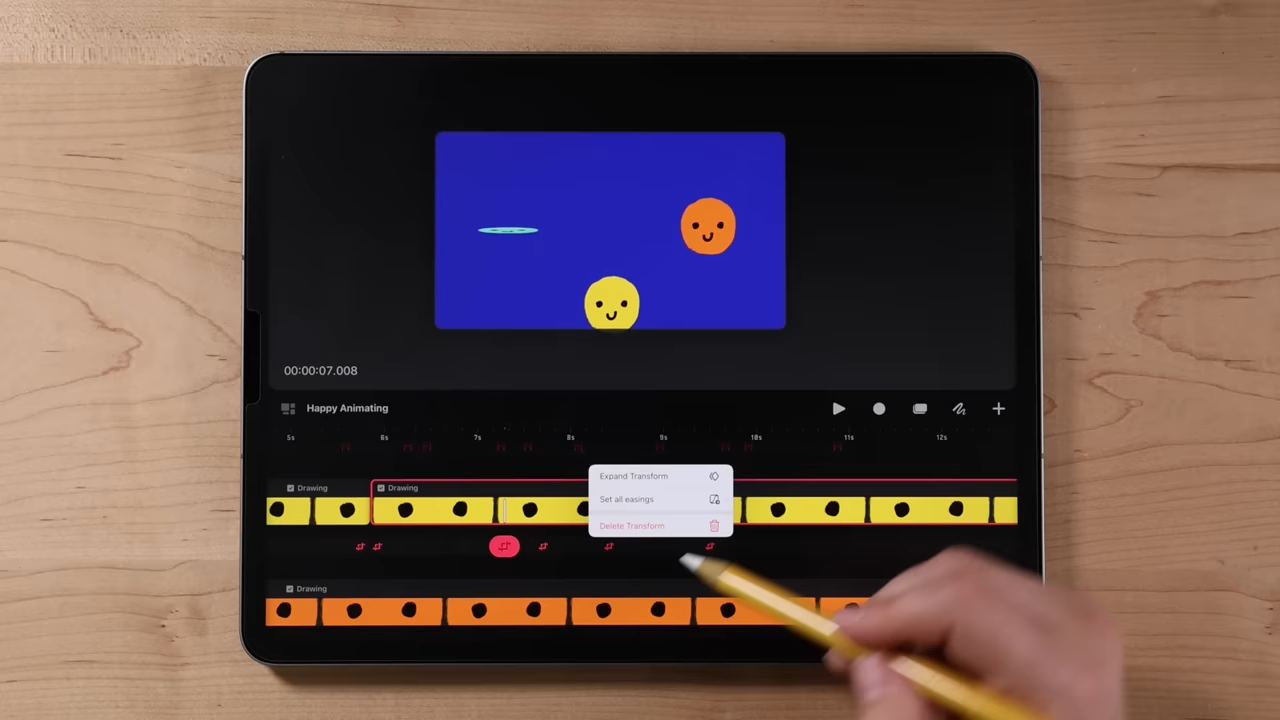 00:00:07.008
Happy Animating
5s 6s 7s 8s 9s 10s 11s 12s
Drawing Drawing
Expand Transform
Set all easings
Delete Transform
Drawing